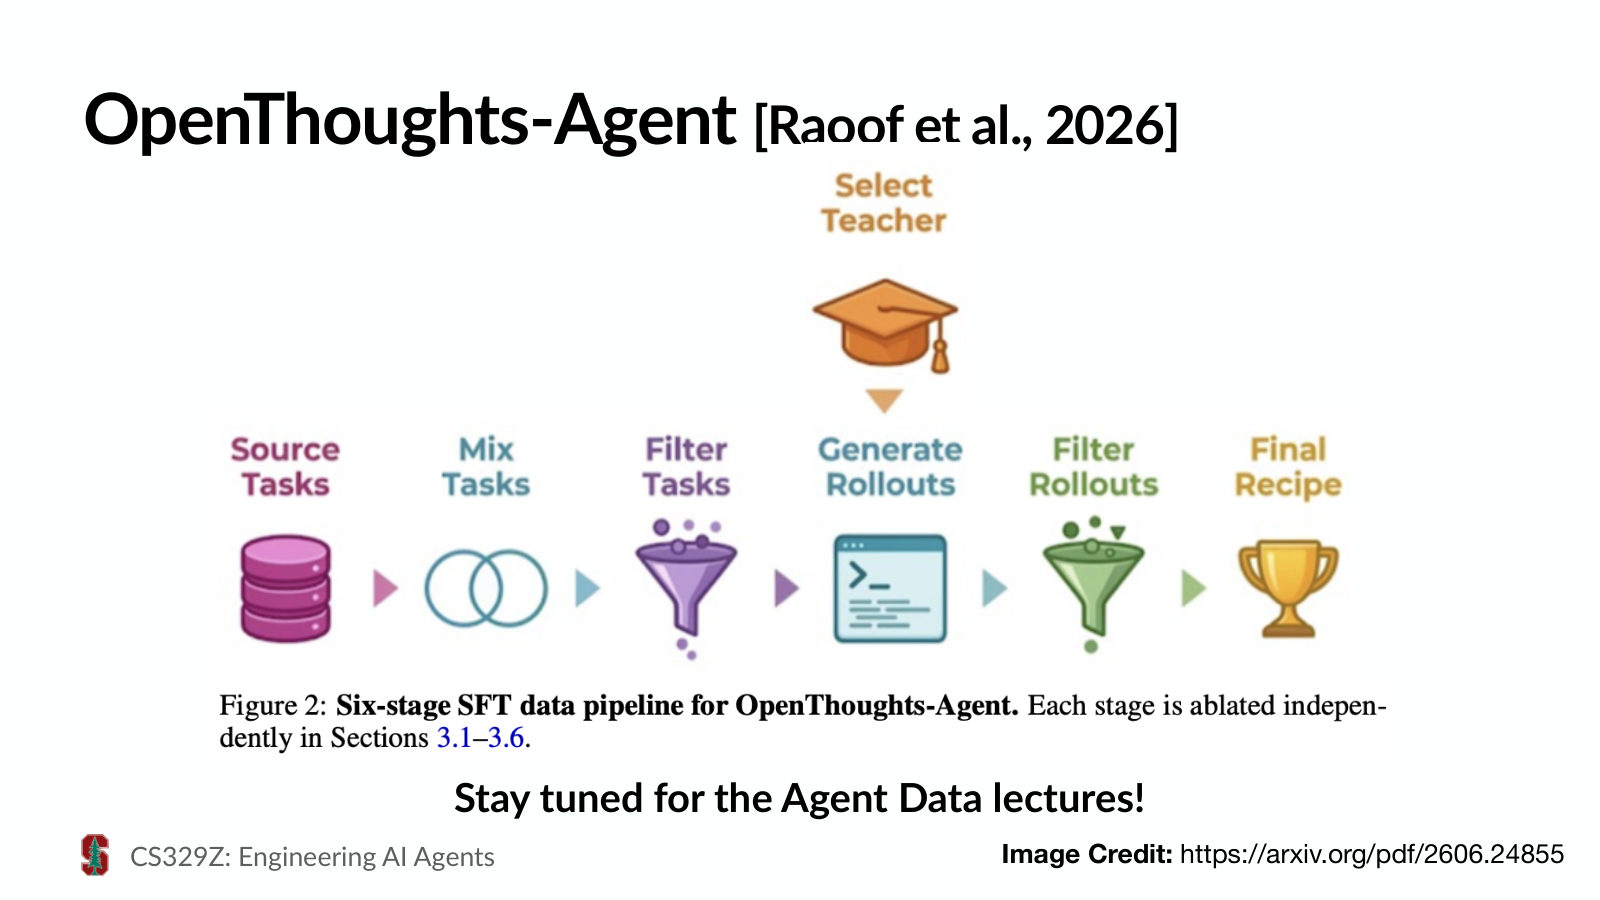 OpenThoughts-Agent [Raoof et al., 2026]
Select
Teacher
Source
Tasks
Mix
Tasks
Filter
Tasks
Generate
Rollouts
Filter
Rollouts
Final
Recipe
Figure 2: Six-stage SFT data pipeline for OpenThoughts-Agent. Each stage is ablated indepen-
dently in Sections 3.1–3.6.
Stay tuned for the Agent Data lectures!
CS329Z: Engineering AI Agents
Image Credit: https://arxiv.org/pdf/2606.24855